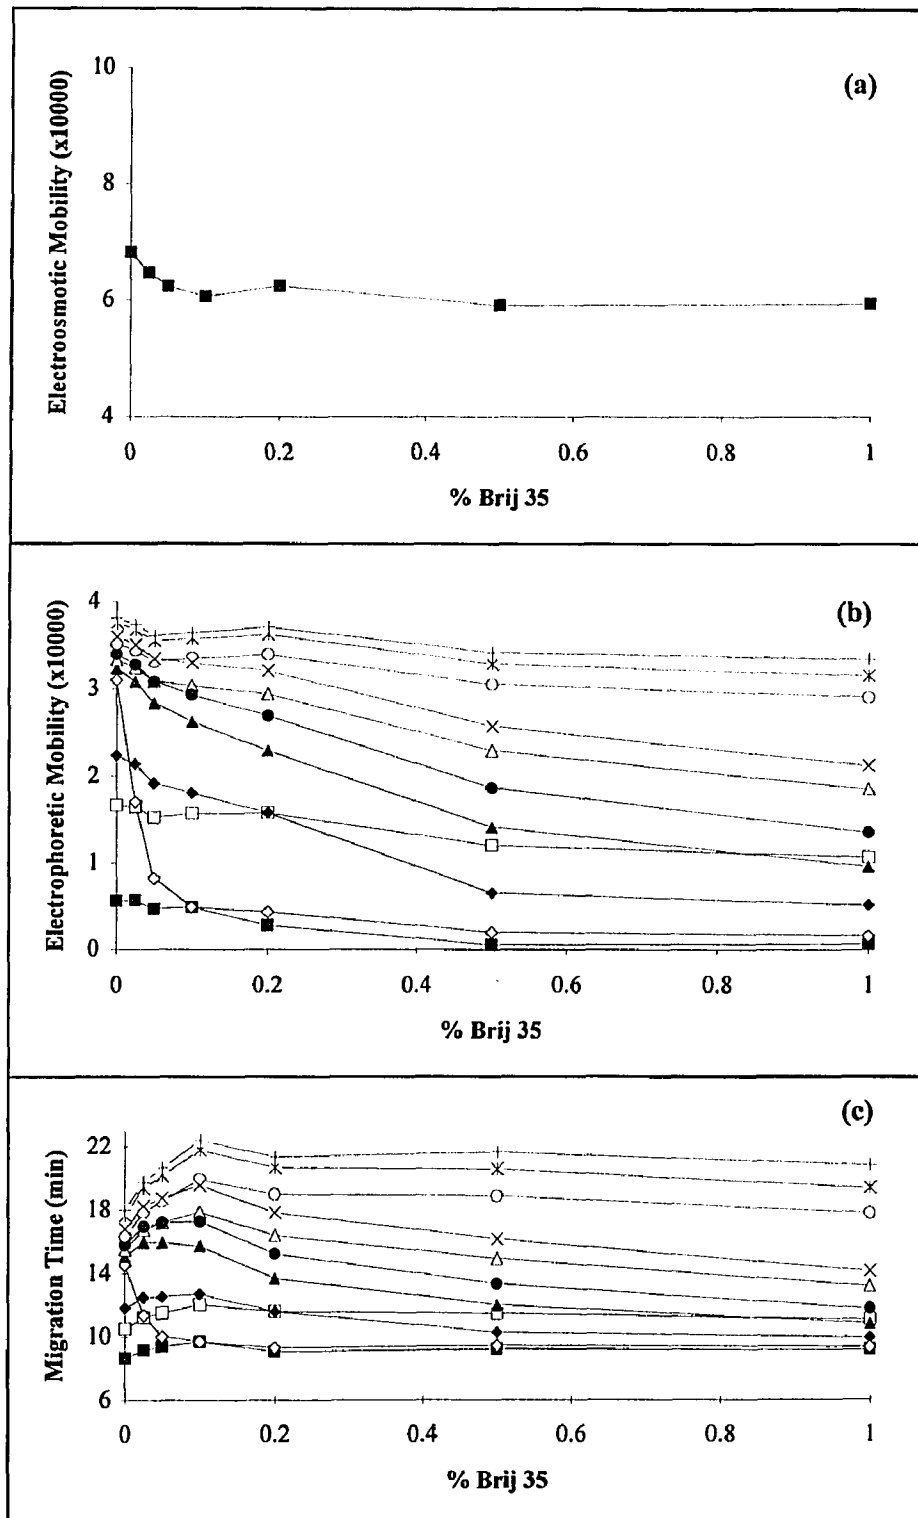 (a)
Electroosmotic Mobility (x10000)
10
8
6
4
0 0.2 0.4 0.6 0.8 1
% Brij 35
(b)
Electrophoretic Mobility (x10000)
4
3
2
1
0
0 0.2 0.4 0.6 0.8 1
% Brij 35
(c)
Migration Time (min)
22
18
14
10
6
0 0.2 0.4 0.6 0.8 1
% Brij 35